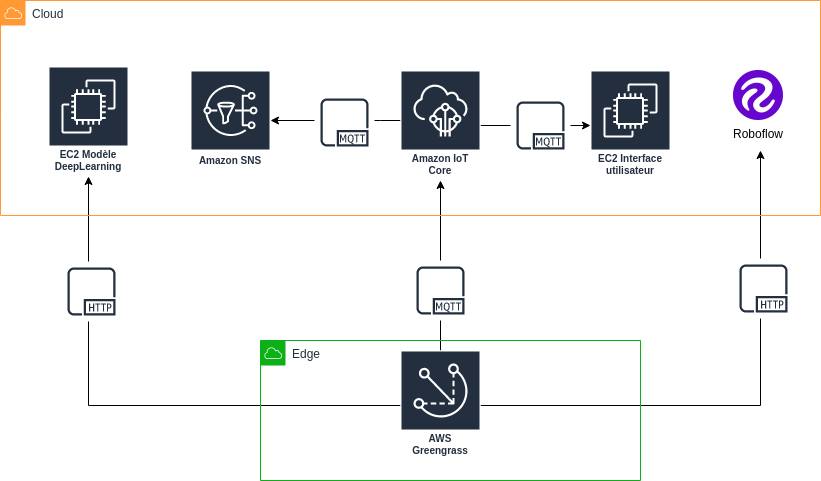 Cloud
EC2 Modèle
DeepLearning
Amazon SNS
MQTT
Amazon IoT
Core
MQTT
EC2 Interface
utilisateur
Roboflow
HTTP
MQTT
HTTP
Edge
AWS
Greengrass